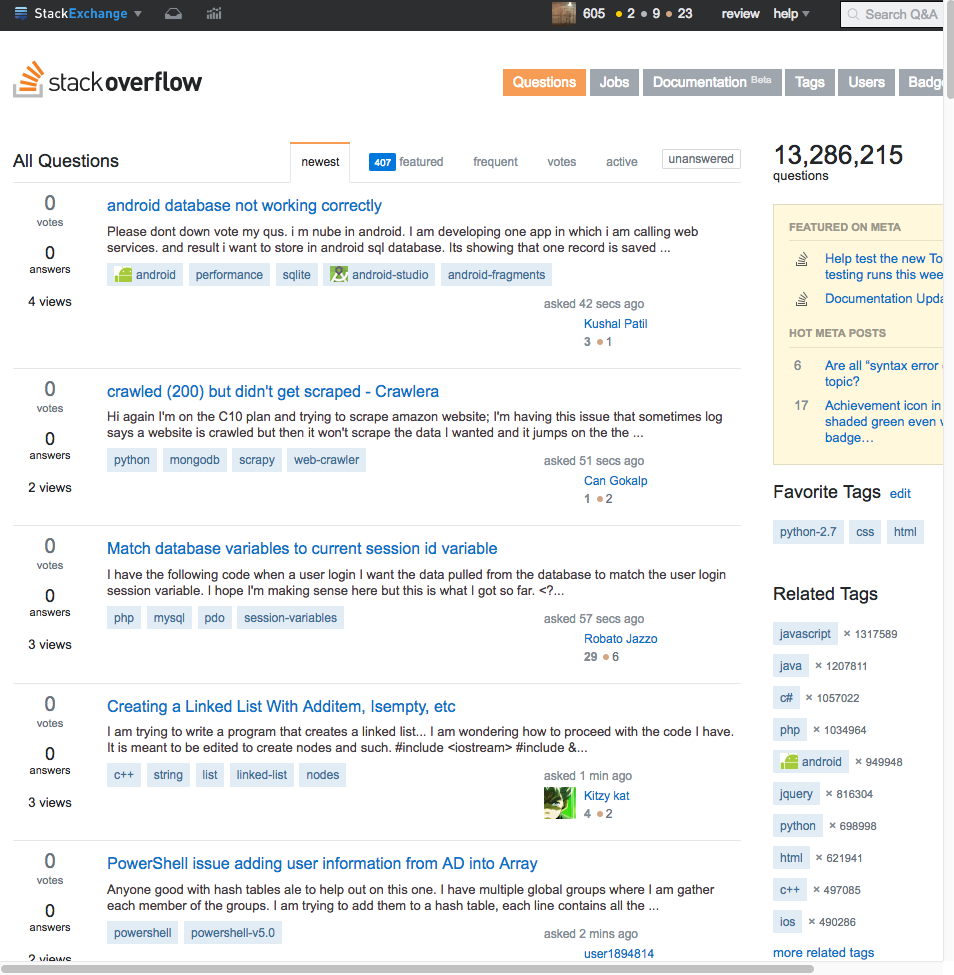 StackExchange 605 2 9 23 review help Search Q&A
stackoverflow
Questions Jobs Documentation Beta Tags Users Badg
All Questions newest 407 featured frequent votes active unanswered
0
votes
0
answers
4 views
android database not working correctly
Please dont down vote my qus. i m nube in android. I am developing one app in which i am calling web
services. and result i want to store in android sql database. Its showing that one record is saved ...
android performance sqlite android-studio android-fragments
asked 42 secs ago
Kushal Patil
3 1
0
votes
0
answers
2 views
crawled (200) but didn't get scraped - Crawlera
Hi again I'm on the C10 plan and trying to scrape amazon website; I'm having this issue that sometimes log
says a website is crawled but then it won't scrape the data I wanted and it jumps on the the ...
python mongodb scrapy web-crawler
asked 51 secs ago
Can Gokalp
1 2
0
votes
0
answers
3 views
Match database variables to current session id variable
I have the following code when a user login I want the data pulled from the database to match the user login
session variable. I hope I'm making sense here but this is what I got so far. <?...
php mysql pdo session-variables
asked 57 secs ago
Robato Jazzo
29 6
0
votes
0
answers
3 views
Creating a Linked List With Additem, Isempty, etc
I am trying to write a program that creates a linked list... I am wondering how to proceed with the code I have.
It is meant to be edited to create nodes and such. #include <iostream> #include &...
c++ string list linked-list nodes
asked 1 min ago
Kitzy kat
4 2
0
votes
0
answers
2 views
PowerShell issue adding user information from AD into Array
Anyone good with hash tables ale to help out on this one. I have multiple global groups where I am gather
each member of the groups. I am trying to add them to a hash table, each line contains all the ...
powershell powershell-v5.0
asked 2 mins ago
user1894814
13,286,215
questions
FEATURED ON META
Help test the new To
testing runs this wee
Documentation Upda
HOT META POSTS
6 Are all “syntax error
topic?
17 Achievement icon in
shaded green even w
badge…
Favorite Tags edit
python-2.7 css html
Related Tags
javascript × 1317589
java × 1207811
c# × 1057022
php × 1034964
android × 949948
jquery × 816304
python × 698998
html × 621941
c++ × 497085
ios × 490286
more related tags